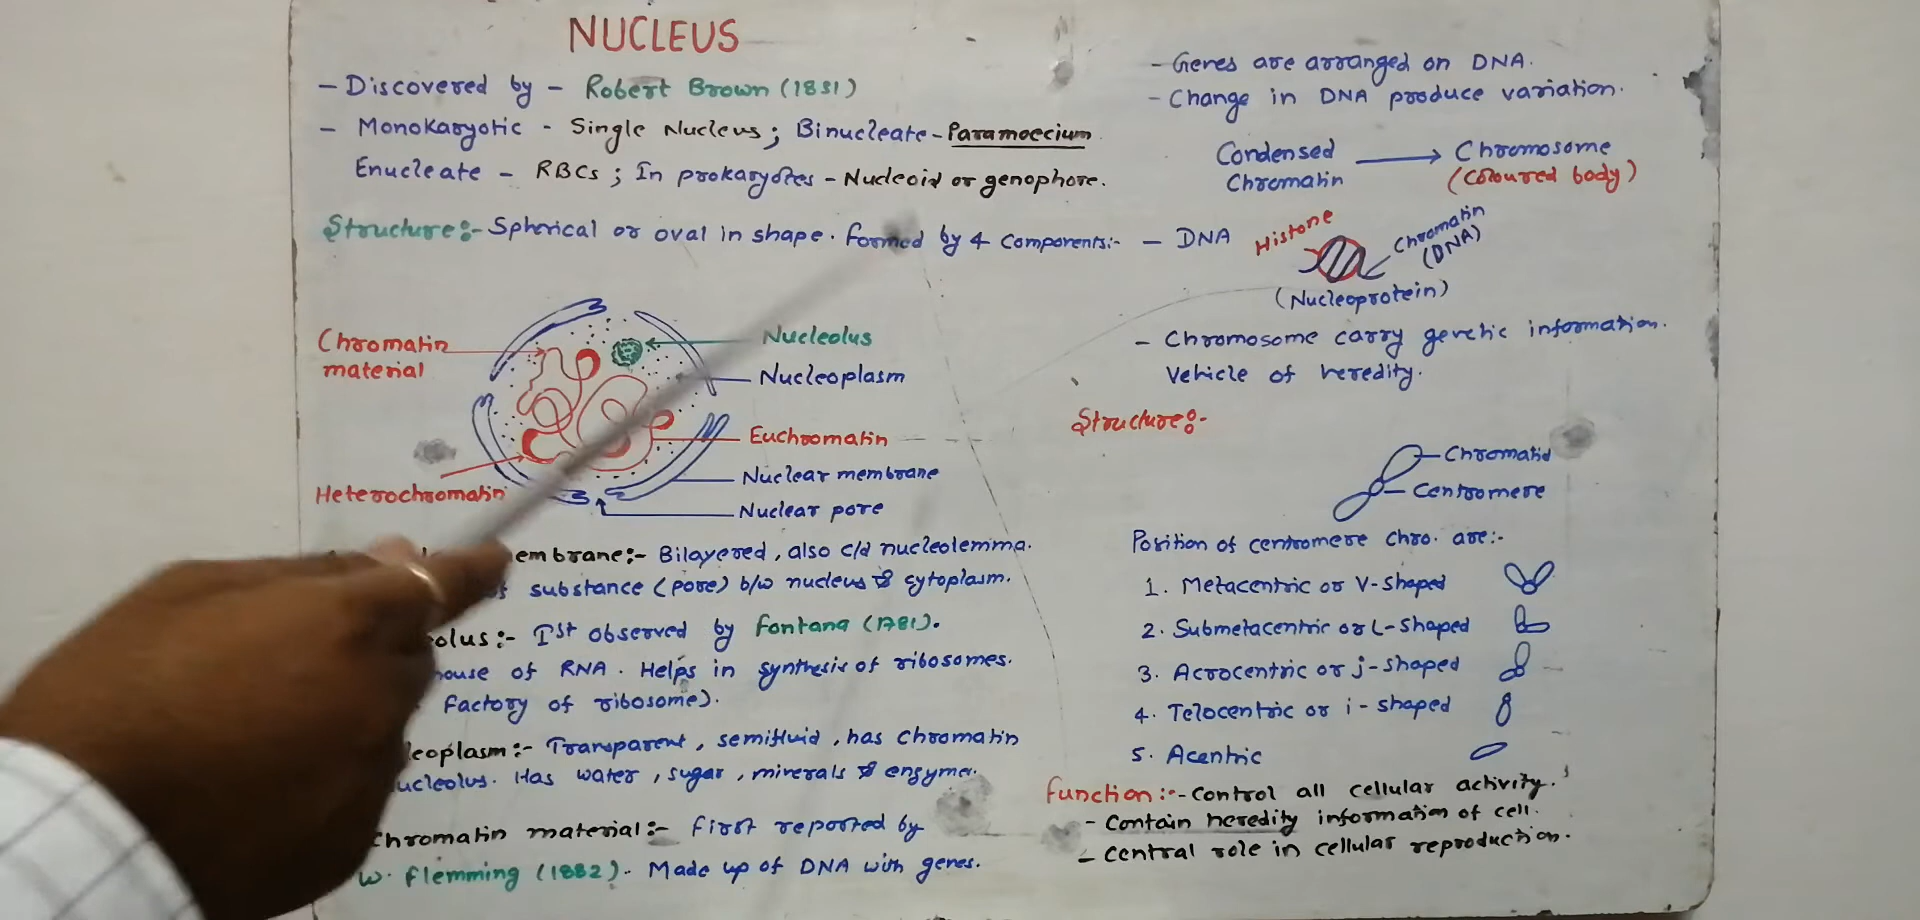 NUCLEUS
- Discovered by - Robert Brown (1831)
- Monokaryotic - Single Nucleus; Binucleate - Paramoecium
Enucleate - RBCs; In prokaryotes - Nucleoid or genophore.
Structure:- Spherical or oval in shape. formed by 4 components:-
Chromatin
material
Heterochromatin
Nucleolus
Nucleoplasm
Euchromatin
Nuclear membrane
Nuclear pore
embrane:- Bilayered, also c/d nucleolemma.
substance (pore) b/w nucleus & cytoplasm.
olus:- Ist observed by Fontana (1781).
house of RNA. Helps in synthesis of ribosomes.
factory of ribosome).
leoplasm:- Transparent, semifluid, has chromatin
ucleolus. Has water, sugar, minerals & enzyme.
Chromatin material:- First reported by
W. Flemming (1882). Made up of DNA with genes.
- Genes are arranged on DNA.
- Change in DNA produce variation.
Condensed
Chromatin → Chromosome
(Coloured body)
- DNA
Histone
Chromatin
(DNA)
(Nucleoprotein)
- Chromosome carry genetic information.
Vehicle of heredity.
Structure:-
Chromatid
Centromere
Position of centromere chro. are:-
1. Metacentric or V-shaped
2. Submetacentric or L-shaped
3. Acrocentric or j-shaped
4. Telocentric or i-shaped
5. Acentric
Function:- - Control all cellular activity.
- Contain heredity information of cell.
- Central role in cellular reproduction.